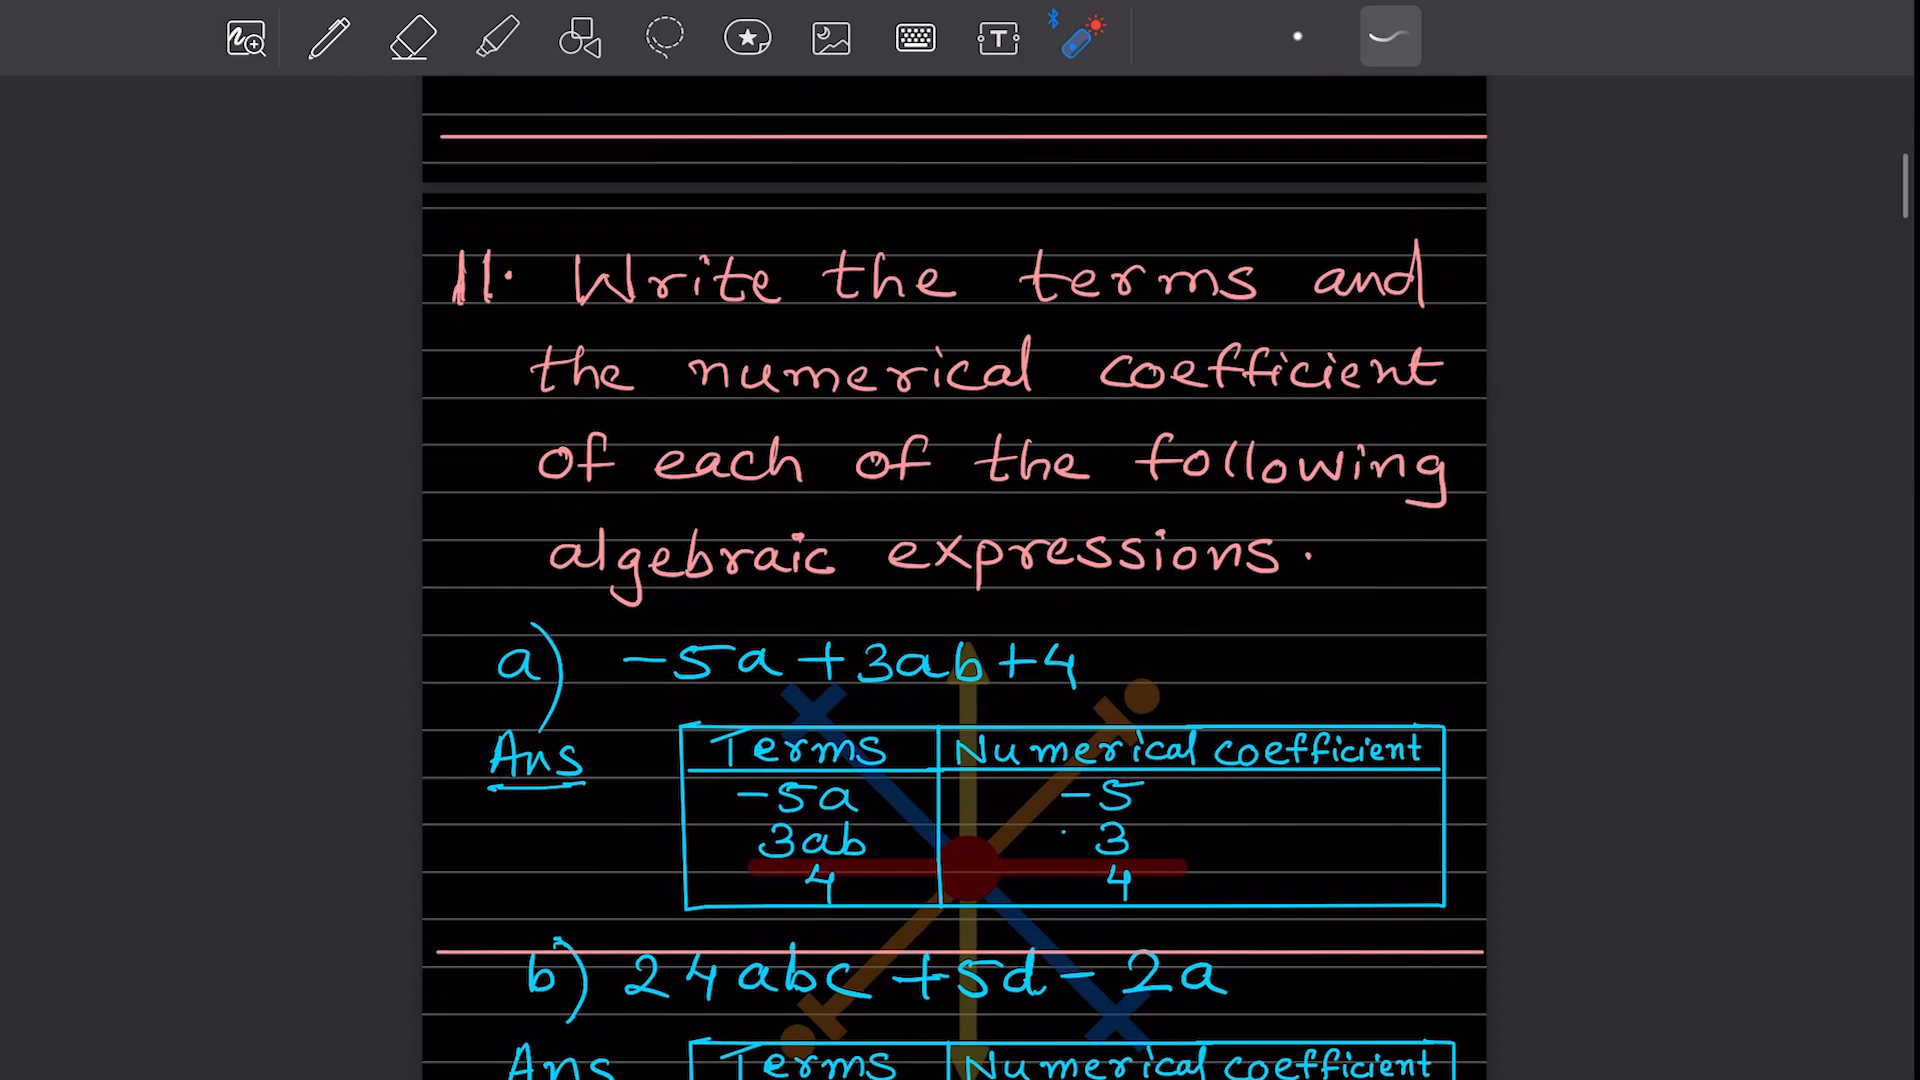 11. Write the terms and
the numerical coefficient
of each of the following
algebraic expressions.
a) -5a+3ab+4
Ans
Terms Numerical coefficient
-5a -5
3ab 3
4 4
b) 24abc +5d- 2a
Ans Terms Numerical coefficient